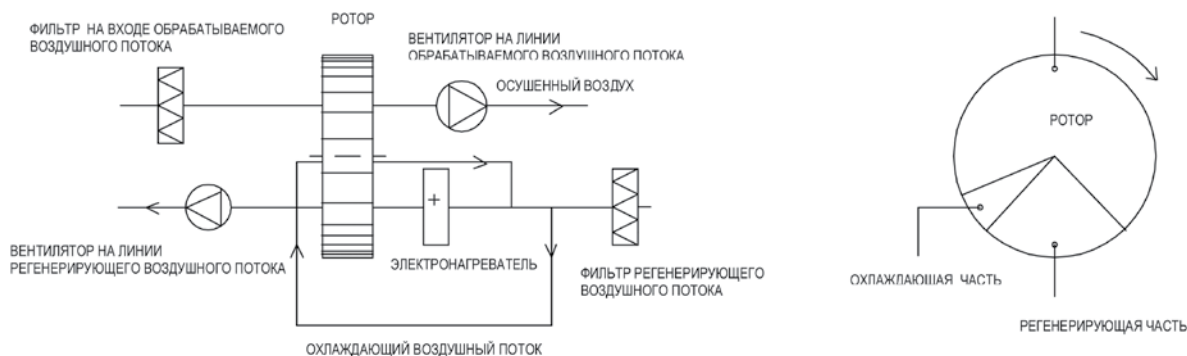 РОТОР
ФИЛЬТР НА ВХОДЕ ОБРАБАТЫВАЕМОГО
ВОЗДУШНОГО ПОТОКА
ВЕНТИЛЯТОР НА ЛИНИИ
ОБРАБАТЫВАЕМОГО ВОЗДУШНОГО ПОТОКА
ОСУШЕННЫЙ ВОЗДУХ
ВЕНТИЛЯТОР НА ЛИНИИ
РЕГЕНЕРИРУЮЩЕГО ВОЗДУШНОГО ПОТОКА
ЭЛЕКТРОНАГРЕВАТЕЛЬ
ФИЛЬТР РЕГЕНЕРИРУЮЩЕГО
ВОЗДУШНОГО ПОТОКА
ОХЛАЖДАЮЩИЙ ВОЗДУШНЫЙ ПОТОК
РОТОР
ОХЛАЖДАЮЩАЯ ЧАСТЬ
РЕГЕНЕРИРУЮЩАЯ ЧАСТЬ